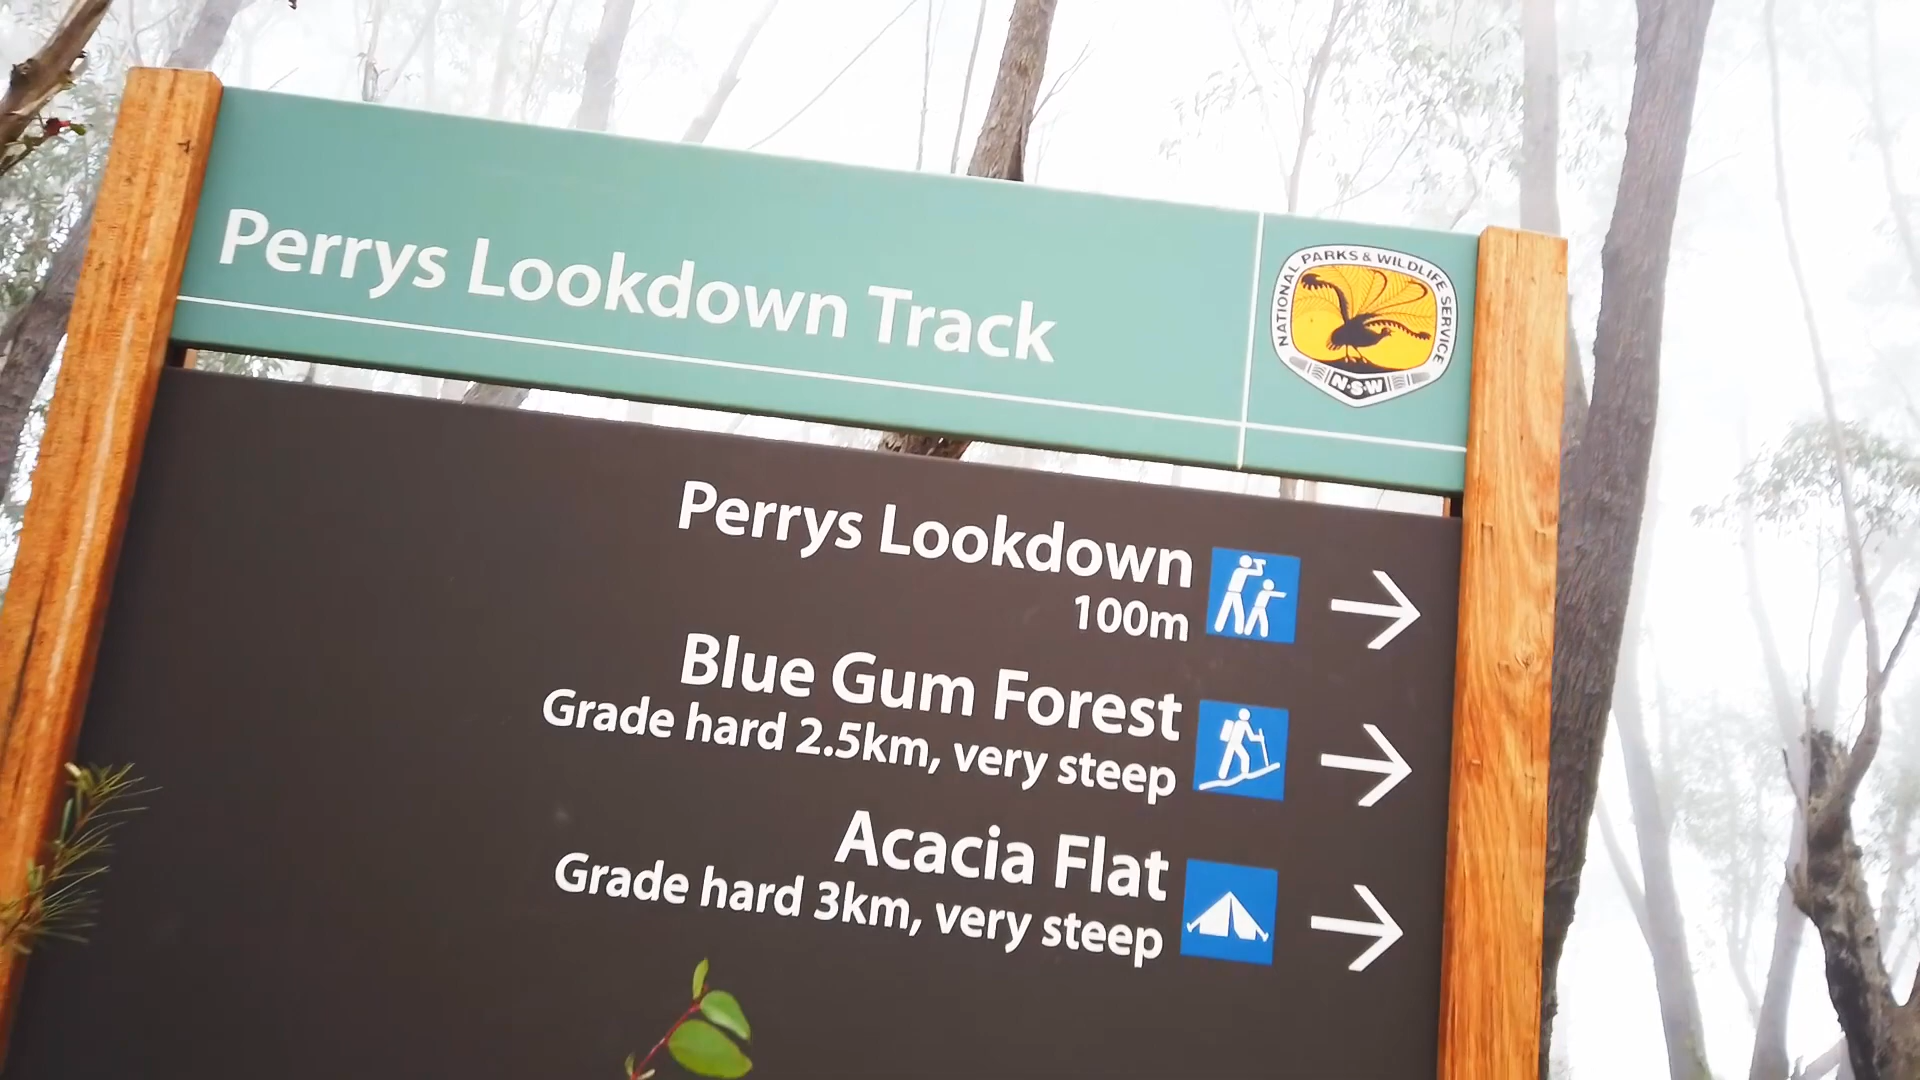 Perrys Lookdown Track
NATIONAL PARKS & WILDLIFE SERVICE
N·S·W
Perrys Lookdown
100m
Blue Gum Forest
Grade hard 2.5km, very steep
Acacia Flat
Grade hard 3km, very steep